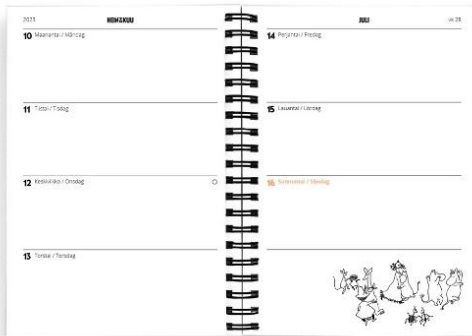 2023 HEINÄKUU
10 Maanantai / Måndag
11 Tiistai / Tisdag
12 Keskiviikko / Onsdag
13 Torstai / Torsdag
JULI vk 28
14 Perjantai / Fredag
15 Lauantai / Lördag
16 Sunnuntai / Söndag